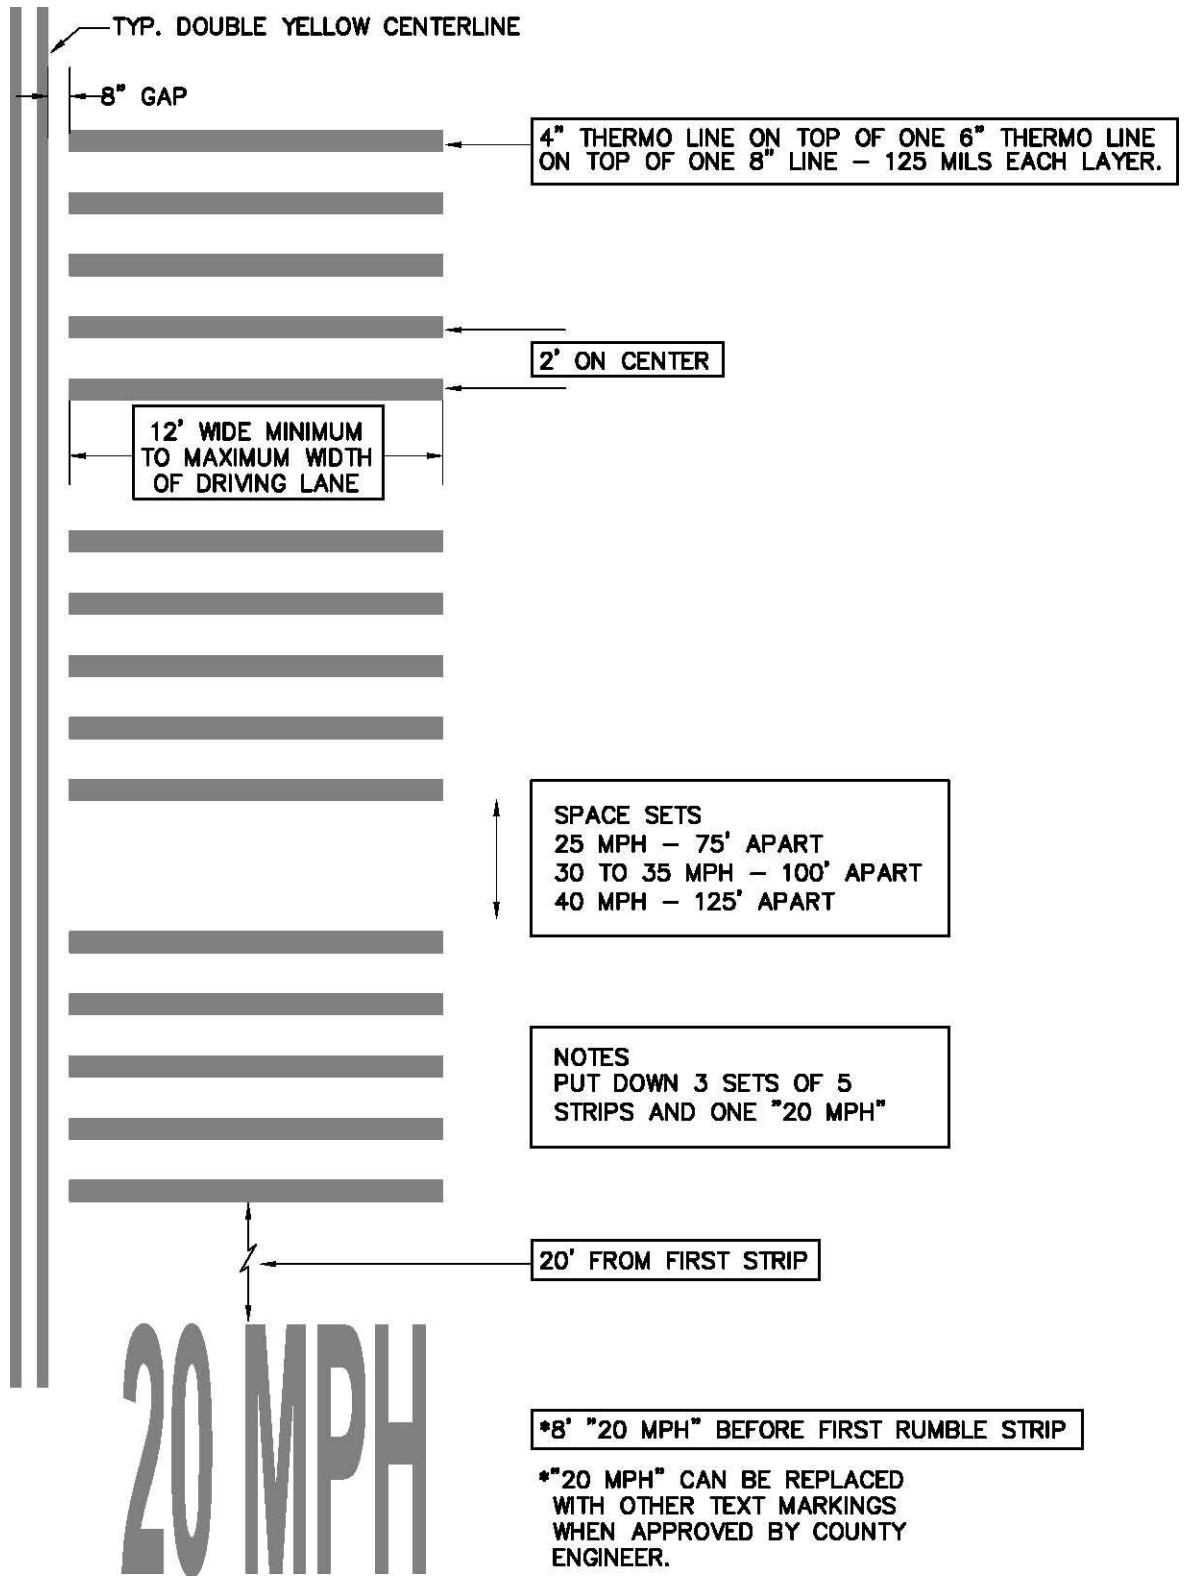 TYP. DOUBLE YELLOW CENTERLINE
8" GAP
4" THERMO LINE ON TOP OF ONE 6" THERMO LINE
ON TOP OF ONE 8" LINE – 125 MILS EACH LAYER.
2' ON CENTER
12' WIDE MINIMUM
TO MAXIMUM WIDTH
OF DRIVING LANE
SPACE SETS
25 MPH – 75' APART
30 TO 35 MPH – 100' APART
40 MPH – 125' APART
NOTES
PUT DOWN 3 SETS OF 5
STRIPS AND ONE "20 MPH"
20' FROM FIRST STRIP
20 MPH
*8' "20 MPH" BEFORE FIRST RUMBLE STRIP
*"20 MPH" CAN BE REPLACED
WITH OTHER TEXT MARKINGS
WHEN APPROVED BY COUNTY
ENGINEER.